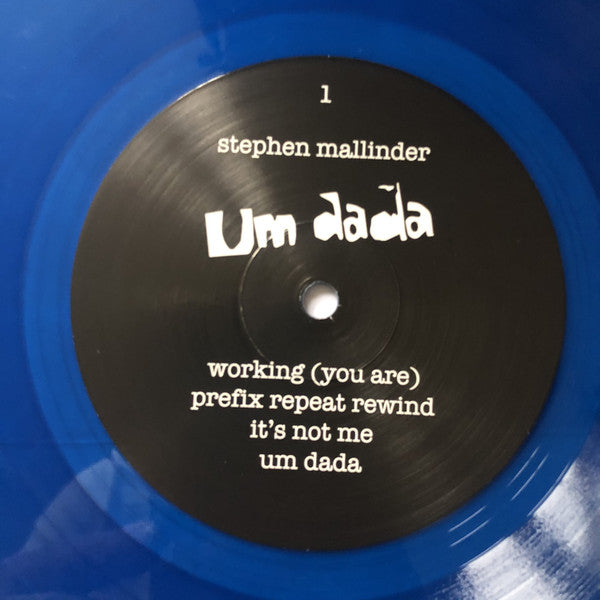 1
stephen mallinder
Um dada
working (you are)
prefix repeat rewind
it's not me
um dada